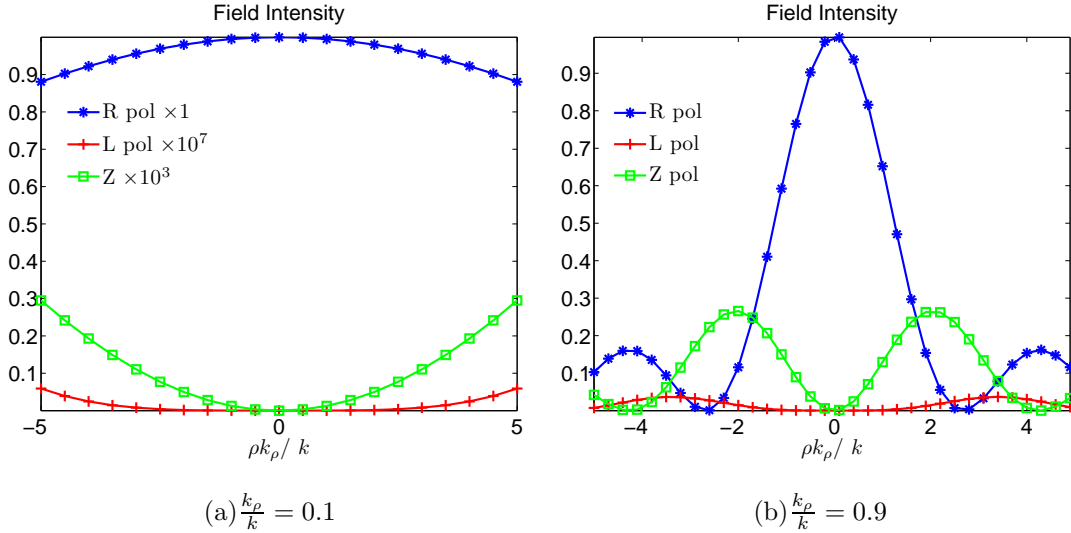 Field Intensity
0.9
0.8
0.7
0.6
0.5
0.4
0.3
0.2
0.1
R pol ×1
L pol ×10⁷
Z ×10³
−5 0 5
ρk_ρ/ k
(a) k_ρ/k = 0.1
Field Intensity
0.9
0.8
0.7
0.6
0.5
0.4
0.3
0.2
0.1
R pol
L pol
Z pol
−4 −2 0 2 4
ρk_ρ/ k
(b) k_ρ/k = 0.9